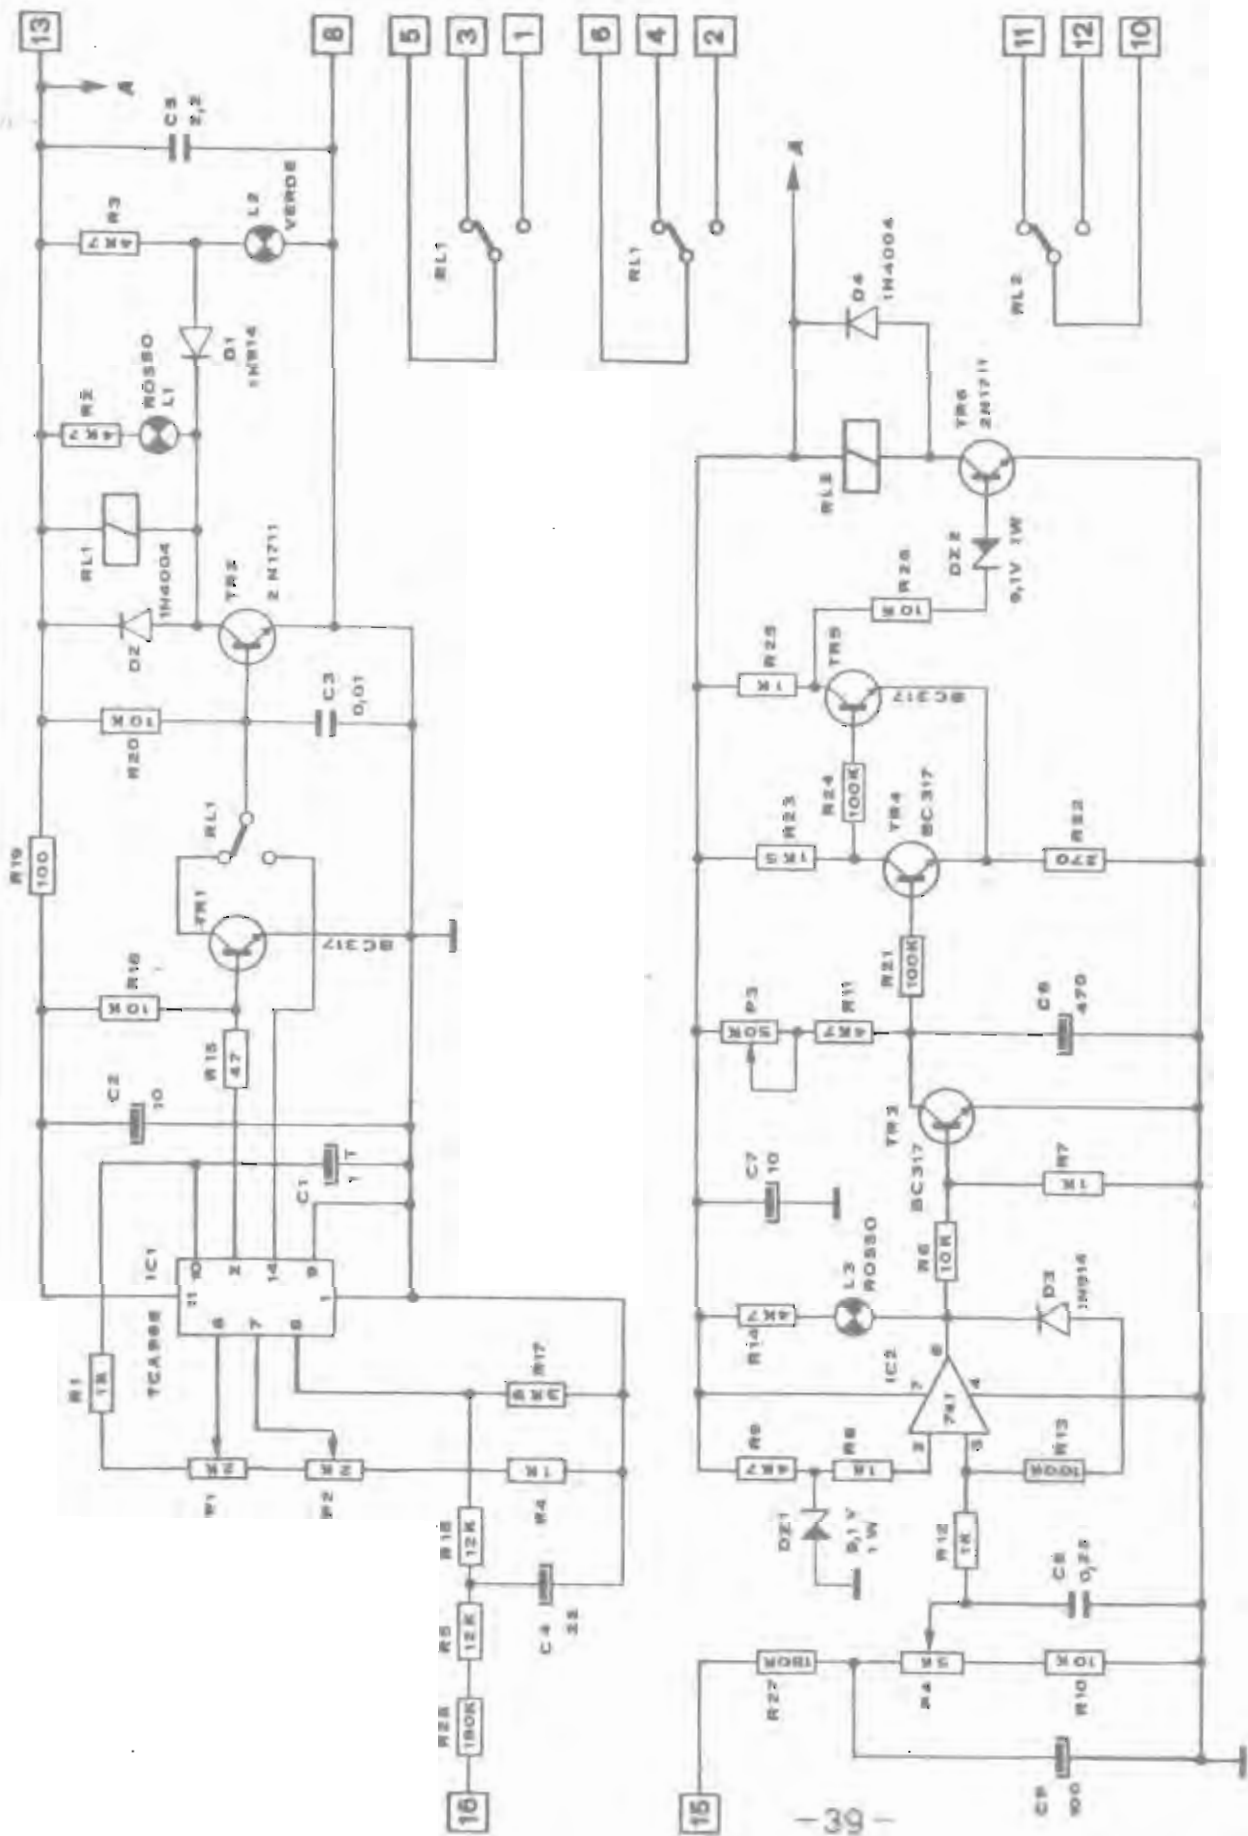 13
A
8
5
3
1
6
4
2
11
12
10
C5
2,2
R3
4K7
L2
VERDE
D1
1N914
R2
4K7
ROSSO
L1
RL1
D2
1N4004
TR2
2N1711
R20
10K
C3
0,01
R19
100
RL1
TR1
BC317
R16
10K
R15
47
C2
10
C1
1 T
IC1
TCA965
11
10
2
14
9
1
6
7
8
R1
1K
P1
2K
P2
2K
R4
1K
R17
R18
12K
R5
12K
C4
22
180K
16
RL1
RL1
RL2
A
D4
1N4004
RL2
TR6
2N1711
DZ2
9,1V 1W
R26
10K
R25
1K
TR5
BC317
R24
100K
R23
1K5
TR4
BC317
R22
270
R21
100K
P3
50K
R11
4K7
C8
470
BC317
R7
1K
C7
10
L3
ROSSO
R14
4K7
R6
10K
D3
1N914
IC2
741
7
6
4
R9
4K7
R8
1K
DZ1
9,1V
1W
R13
100K
R12
1K
R27
180K
P4
5K
R10
10K
C9
100
15
-39-